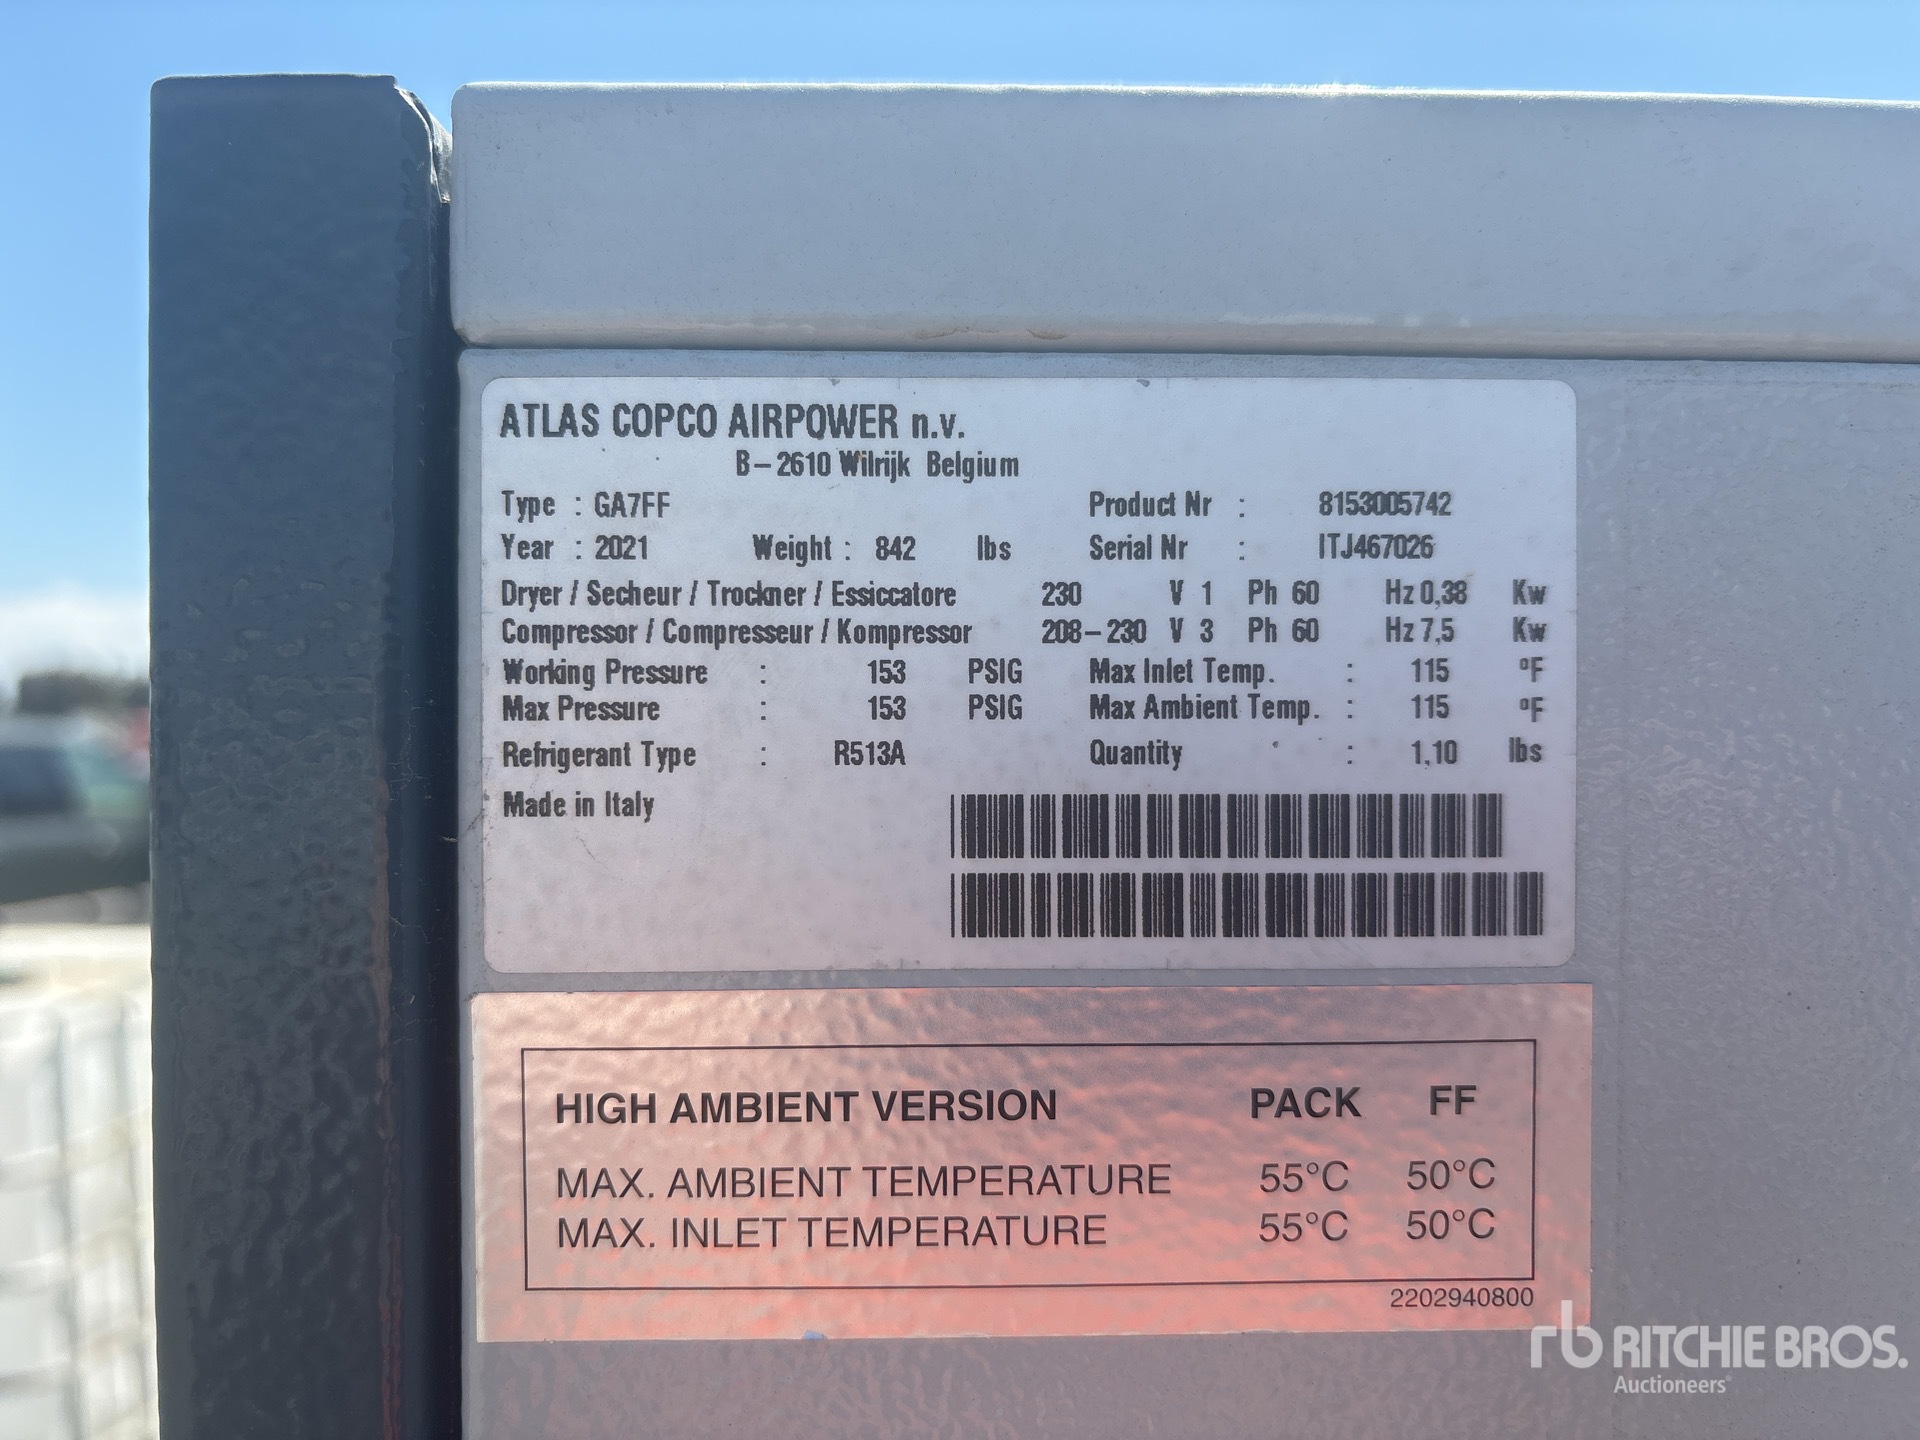 ATLAS COPCO AIRPOWER n.v.
B-2610 Wilrijk Belgium
Type : GA7FF Product Nr : 8153005742
Year : 2021 Weight : 842 lbs Serial Nr : ITJ467026
Dryer / Secheur / Trockner / Essiccatore 230 V 1 Ph 60 Hz 0,38 Kw
Compressor / Compresseur / Kompressor 208-230 V 3 Ph 60 Hz 7,5 Kw
Working Pressure : 153 PSIG Max Inlet Temp. : 115 °F
Max Pressure : 153 PSIG Max Ambient Temp. : 115 °F
Refrigerant Type : R513A Quantity : 1,10 lbs
Made in Italy
HIGH AMBIENT VERSION PACK FF
MAX. AMBIENT TEMPERATURE 55°C 50°C
MAX. INLET TEMPERATURE 55°C 50°C
2202940800
rb RITCHIE BROS.
Auctioneers